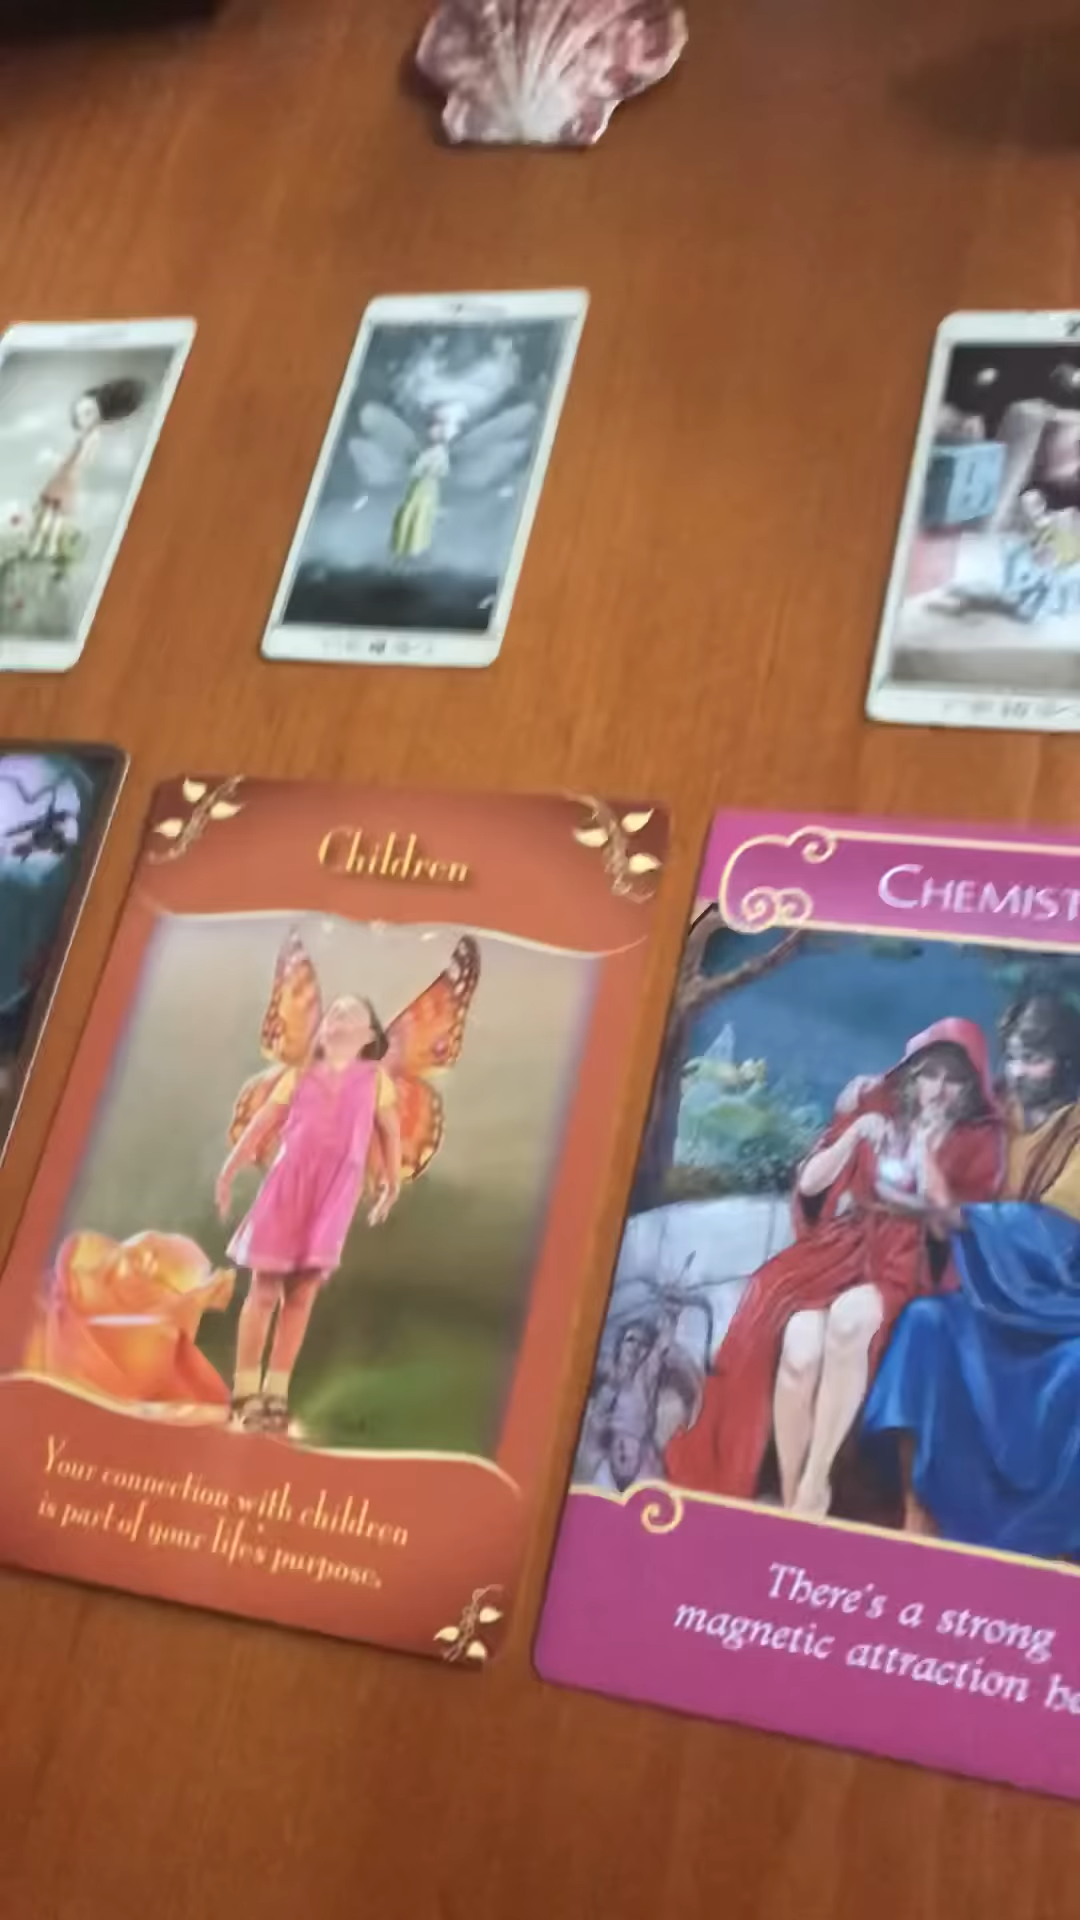 Children
CHEMIST
Your connection with children
is part of your life's purpose.
There's a strong
magnetic attraction be